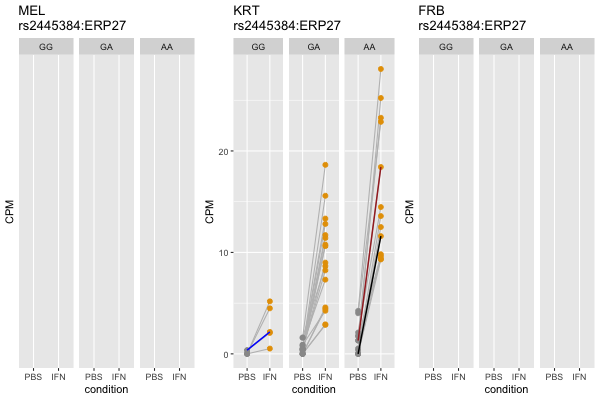 MEL
rs2445384:ERP27
GG GA AA
CPM
PBS IFN PBS IFN PBS IFN
condition
KRT
rs2445384:ERP27
GG GA AA
20
10
0
CPM
PBS IFN PBS IFN PBS IFN
condition
FRB
rs2445384:ERP27
GG GA AA
CPM
PBS IFN PBS IFN PBS IFN
condition